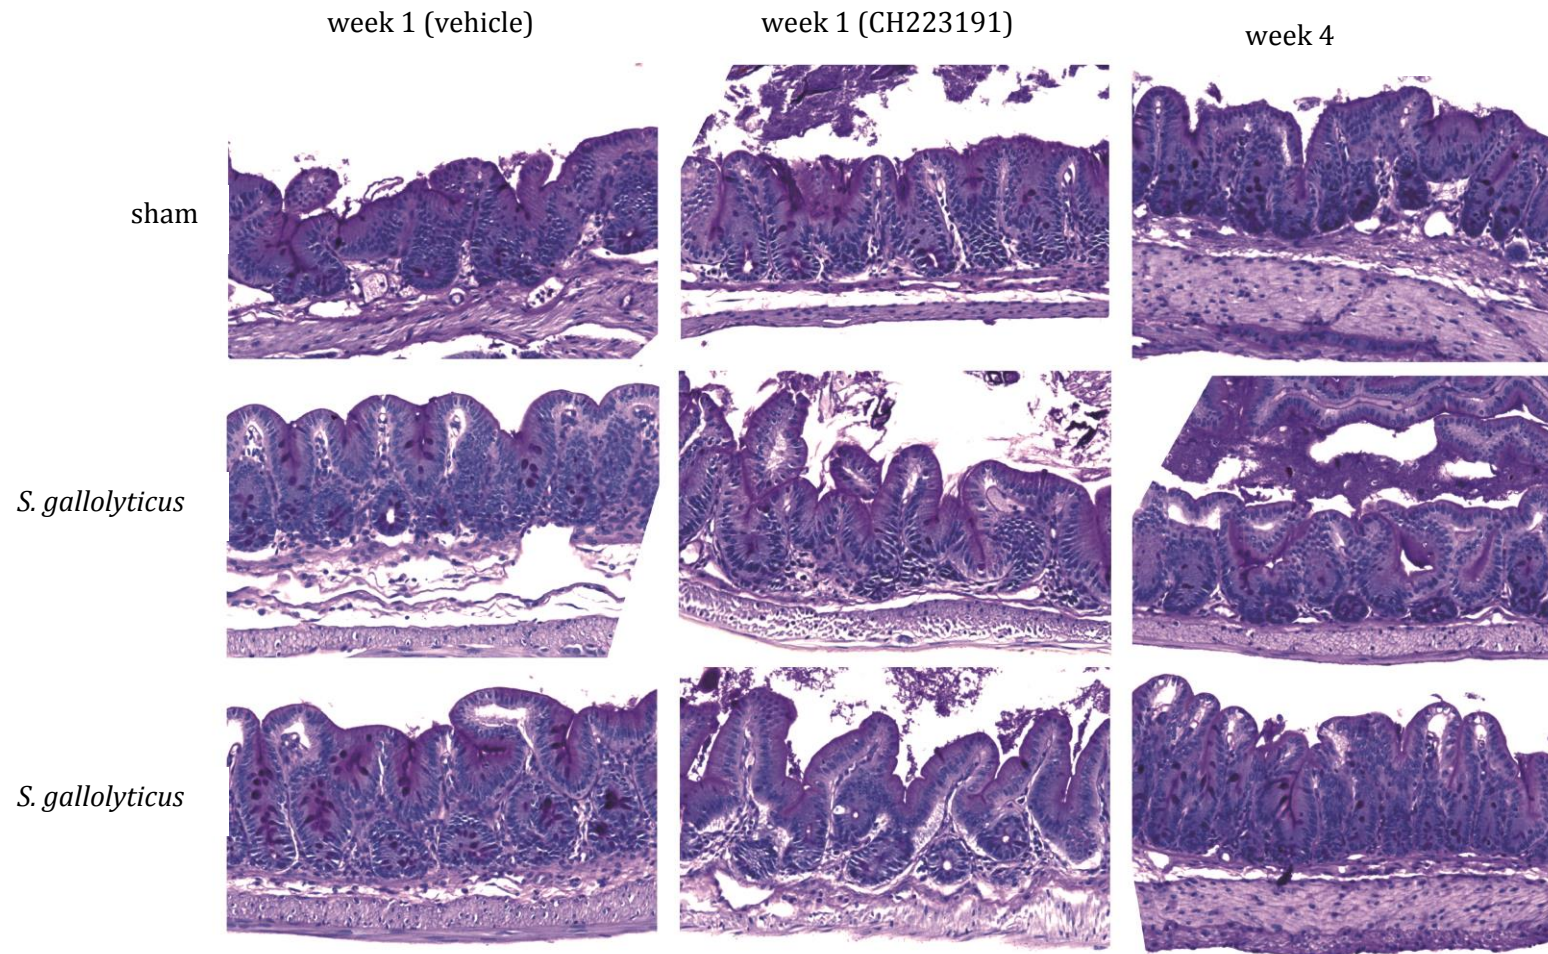 week 1 (vehicle)
week 1 (CH223191)
week 4
sham
S. gallolyticus
S. gallolyticus